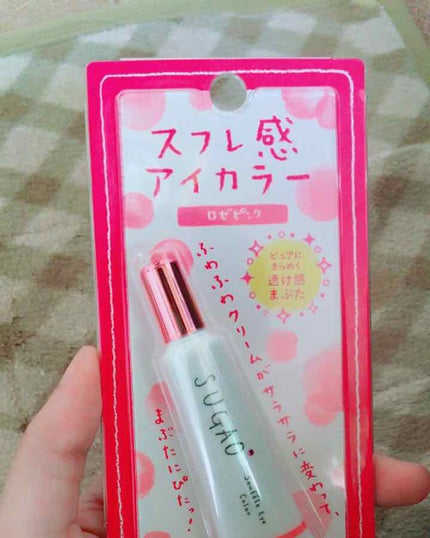 スフレ感
アイカラー
ロゼピンク
ピュアに
きらめく
透け感
まぶた
ふわふわクリームがサラサラに変わって、
まぶたにぴたっ!
SUGAO
Souffle Eye
Color